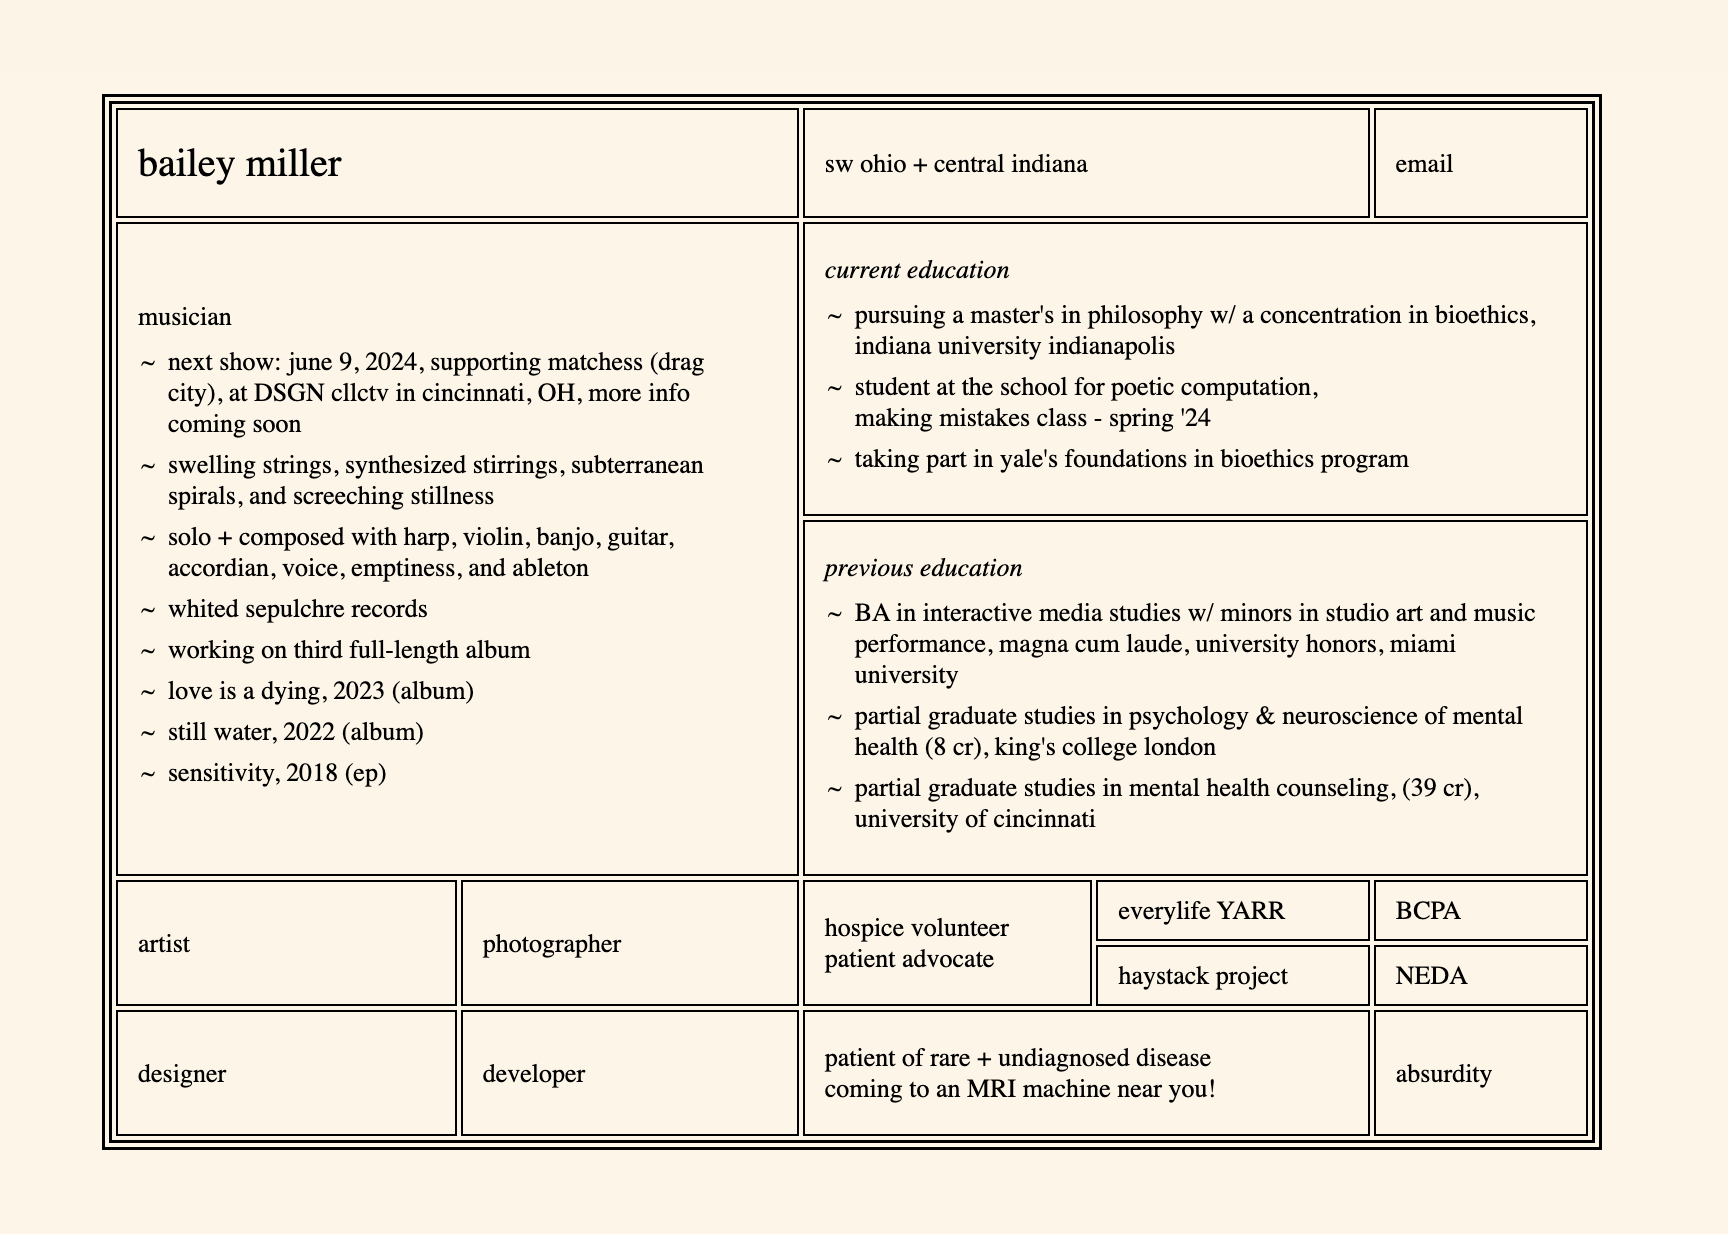 bailey miller
sw ohio + central indiana
email
musician
~ next show: june 9, 2024, supporting matchess (drag
city), at DSGN cllctv in cincinnati, OH, more info
coming soon
~ swelling strings, synthesized stirrings, subterranean
spirals, and screeching stillness
~ solo + composed with harp, violin, banjo, guitar,
accordian, voice, emptiness, and ableton
~ whited sepulchre records
~ working on third full-length album
~ love is a dying, 2023 (album)
~ still water, 2022 (album)
~ sensitivity, 2018 (ep)
current education
~ pursuing a master's in philosophy w/ a concentration in bioethics,
indiana university indianapolis
~ student at the school for poetic computation,
making mistakes class - spring '24
~ taking part in yale's foundations in bioethics program
previous education
~ BA in interactive media studies w/ minors in studio art and music
performance, magna cum laude, university honors, miami
university
~ partial graduate studies in psychology & neuroscience of mental
health (8 cr), king's college london
~ partial graduate studies in mental health counseling, (39 cr),
university of cincinnati
artist
photographer
hospice volunteer
patient advocate
everylife YARR
BCPA
haystack project
NEDA
designer
developer
patient of rare + undiagnosed disease
coming to an MRI machine near you!
absurdity